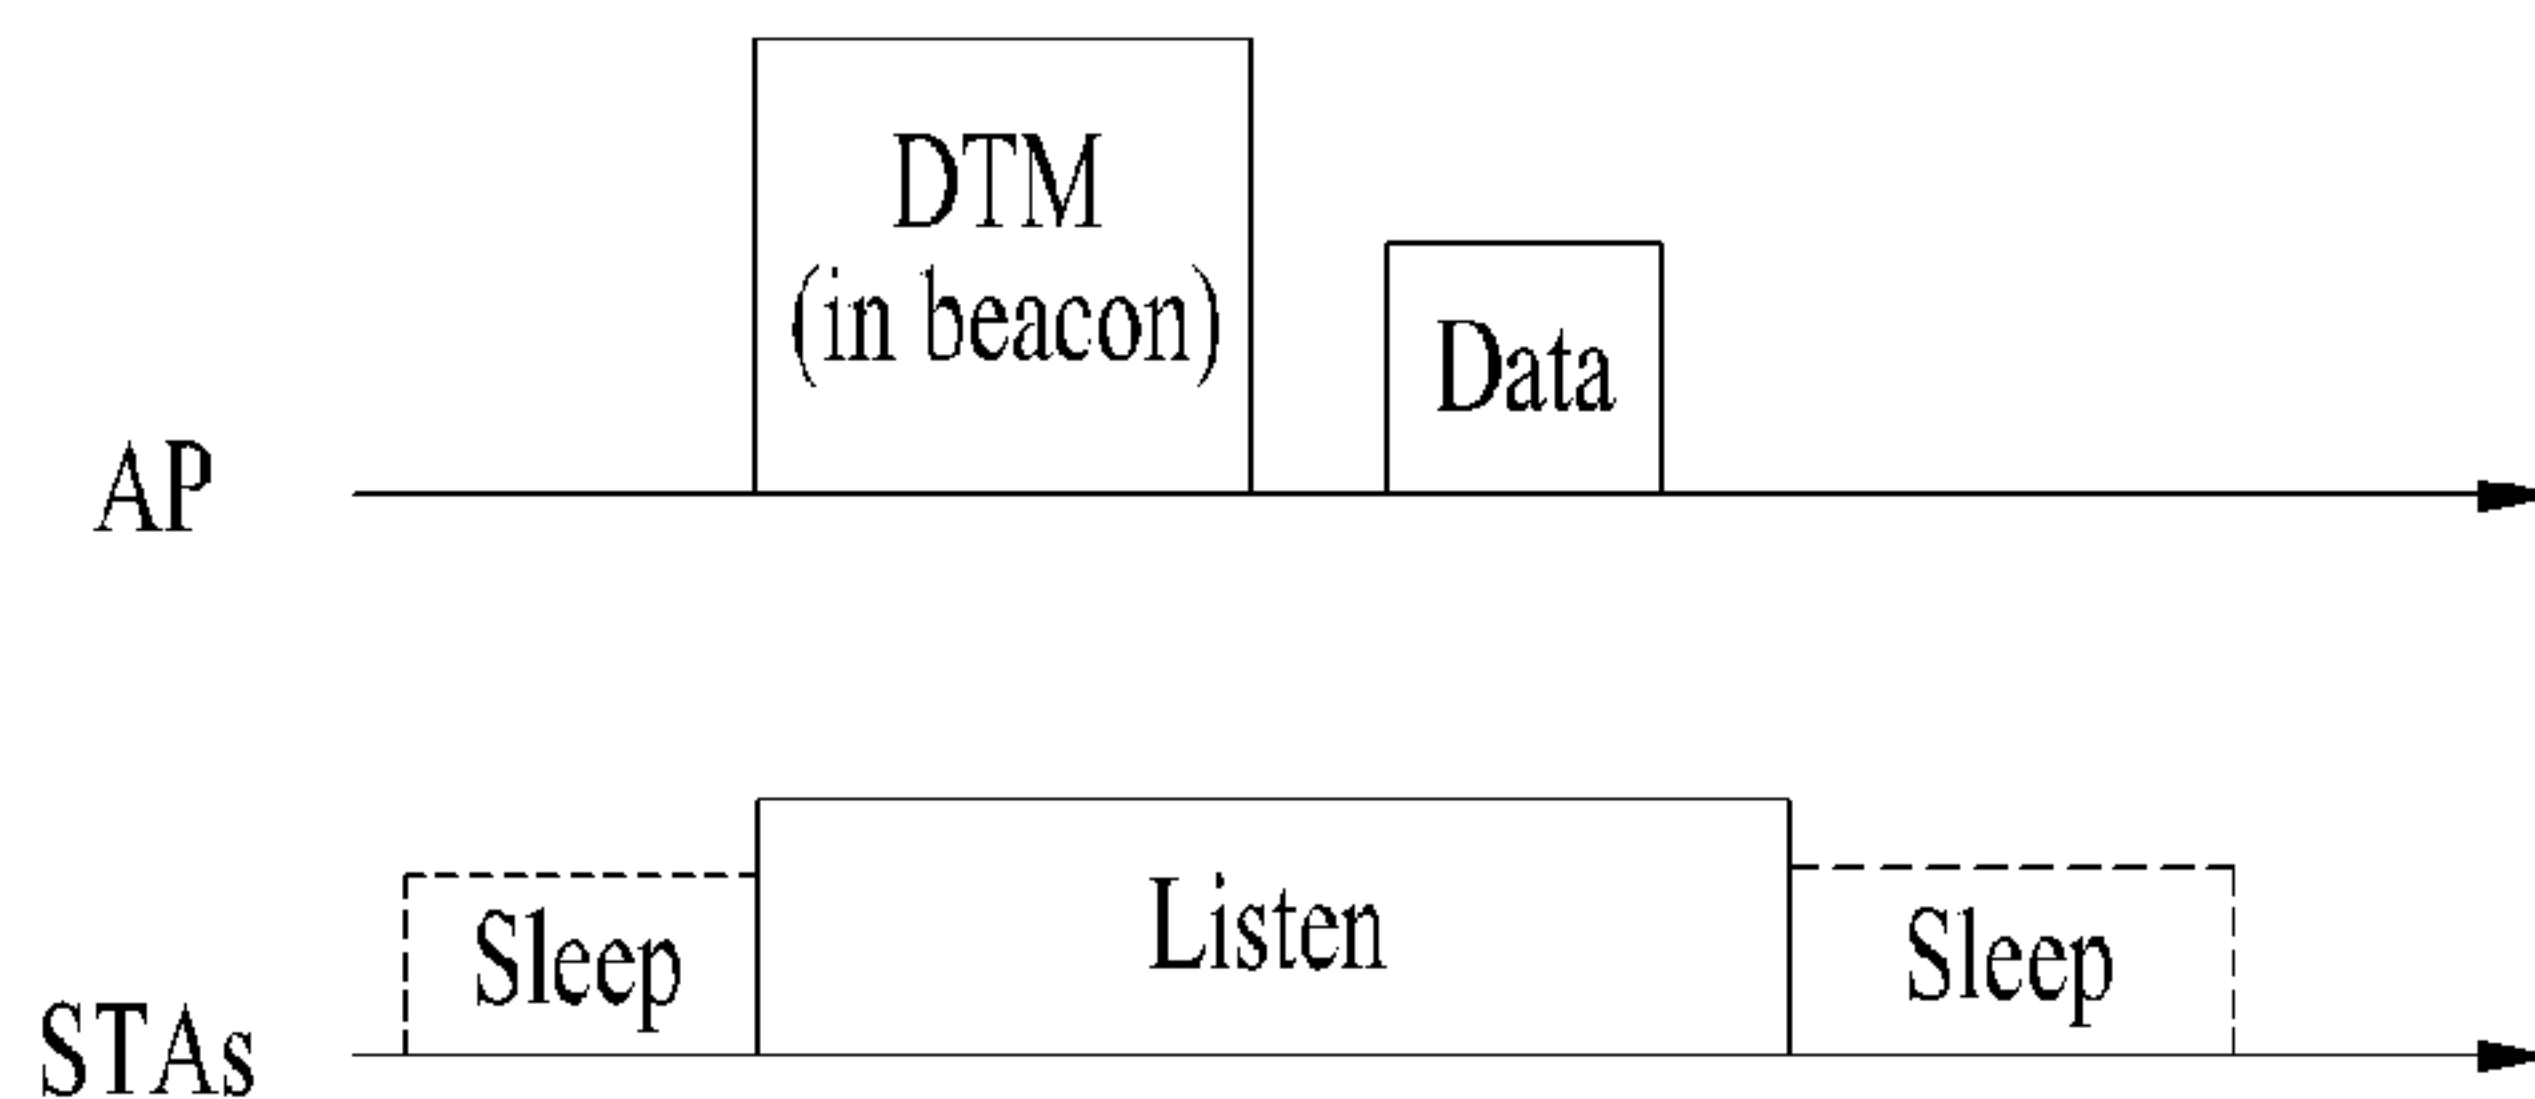 DTM
(in beacon)
Data
AP
Sleep
Listen
Sleep
STAs